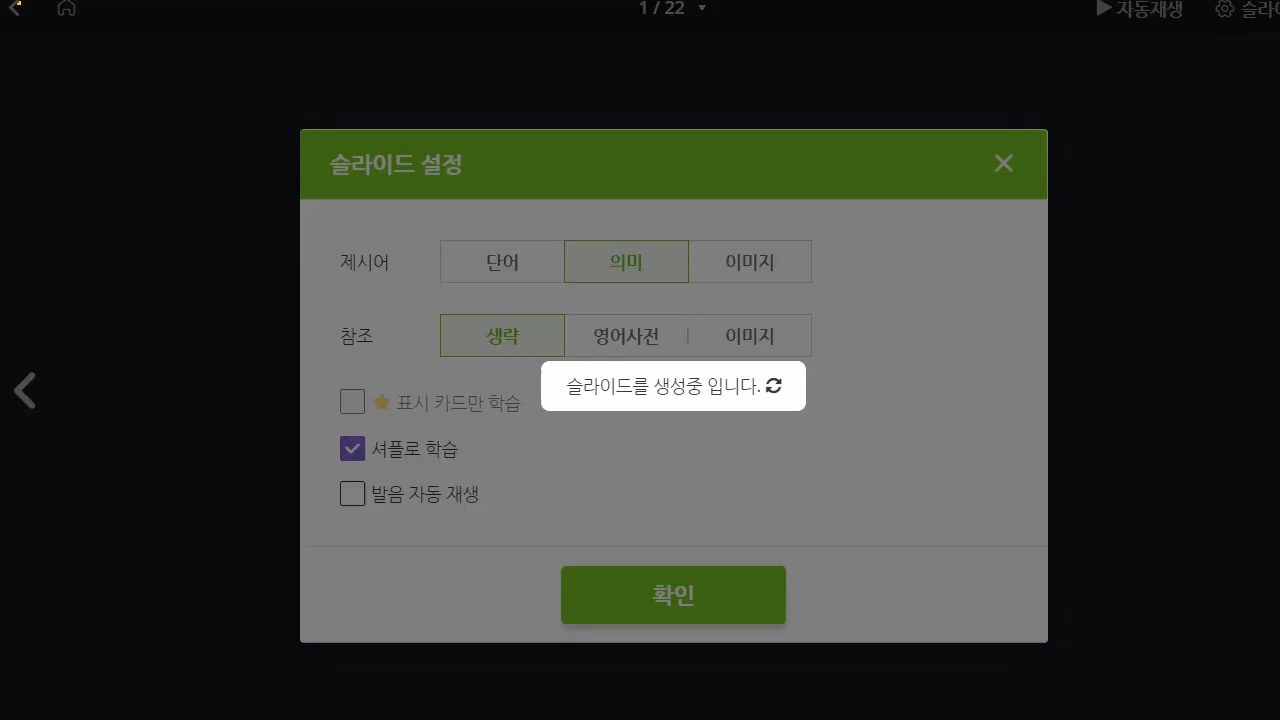 1 / 22
자동재생
슬라이
슬라이드 설정
제시어
단어
의미
이미지
참조
생략
영어사전
이미지
슬라이드를 생성중 입니다.
표시 카드만 학습
셔플로 학습
발음 자동 재생
확인